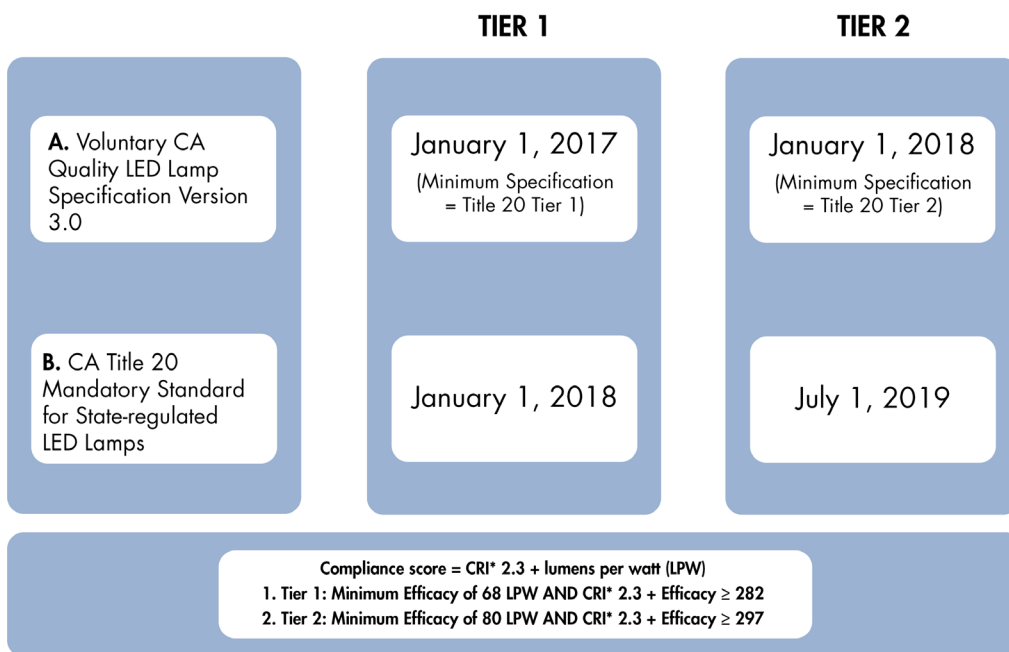 TIER 1
TIER 2
A. Voluntary CA
Quality LED Lamp
Specification Version
3.0
January 1, 2017
(Minimum Specification
= Title 20 Tier 1)
January 1, 2018
(Minimum Specification
= Title 20 Tier 2)
B. CA Title 20
Mandatory Standard
for State-regulated
LED Lamps
January 1, 2018
July 1, 2019
Compliance score = CRI* 2.3 + lumens per watt (LPW)
1. Tier 1: Minimum Efficacy of 68 LPW AND CRI* 2.3 + Efficacy ≥ 282
2. Tier 2: Minimum Efficacy of 80 LPW AND CRI* 2.3 + Efficacy ≥ 297